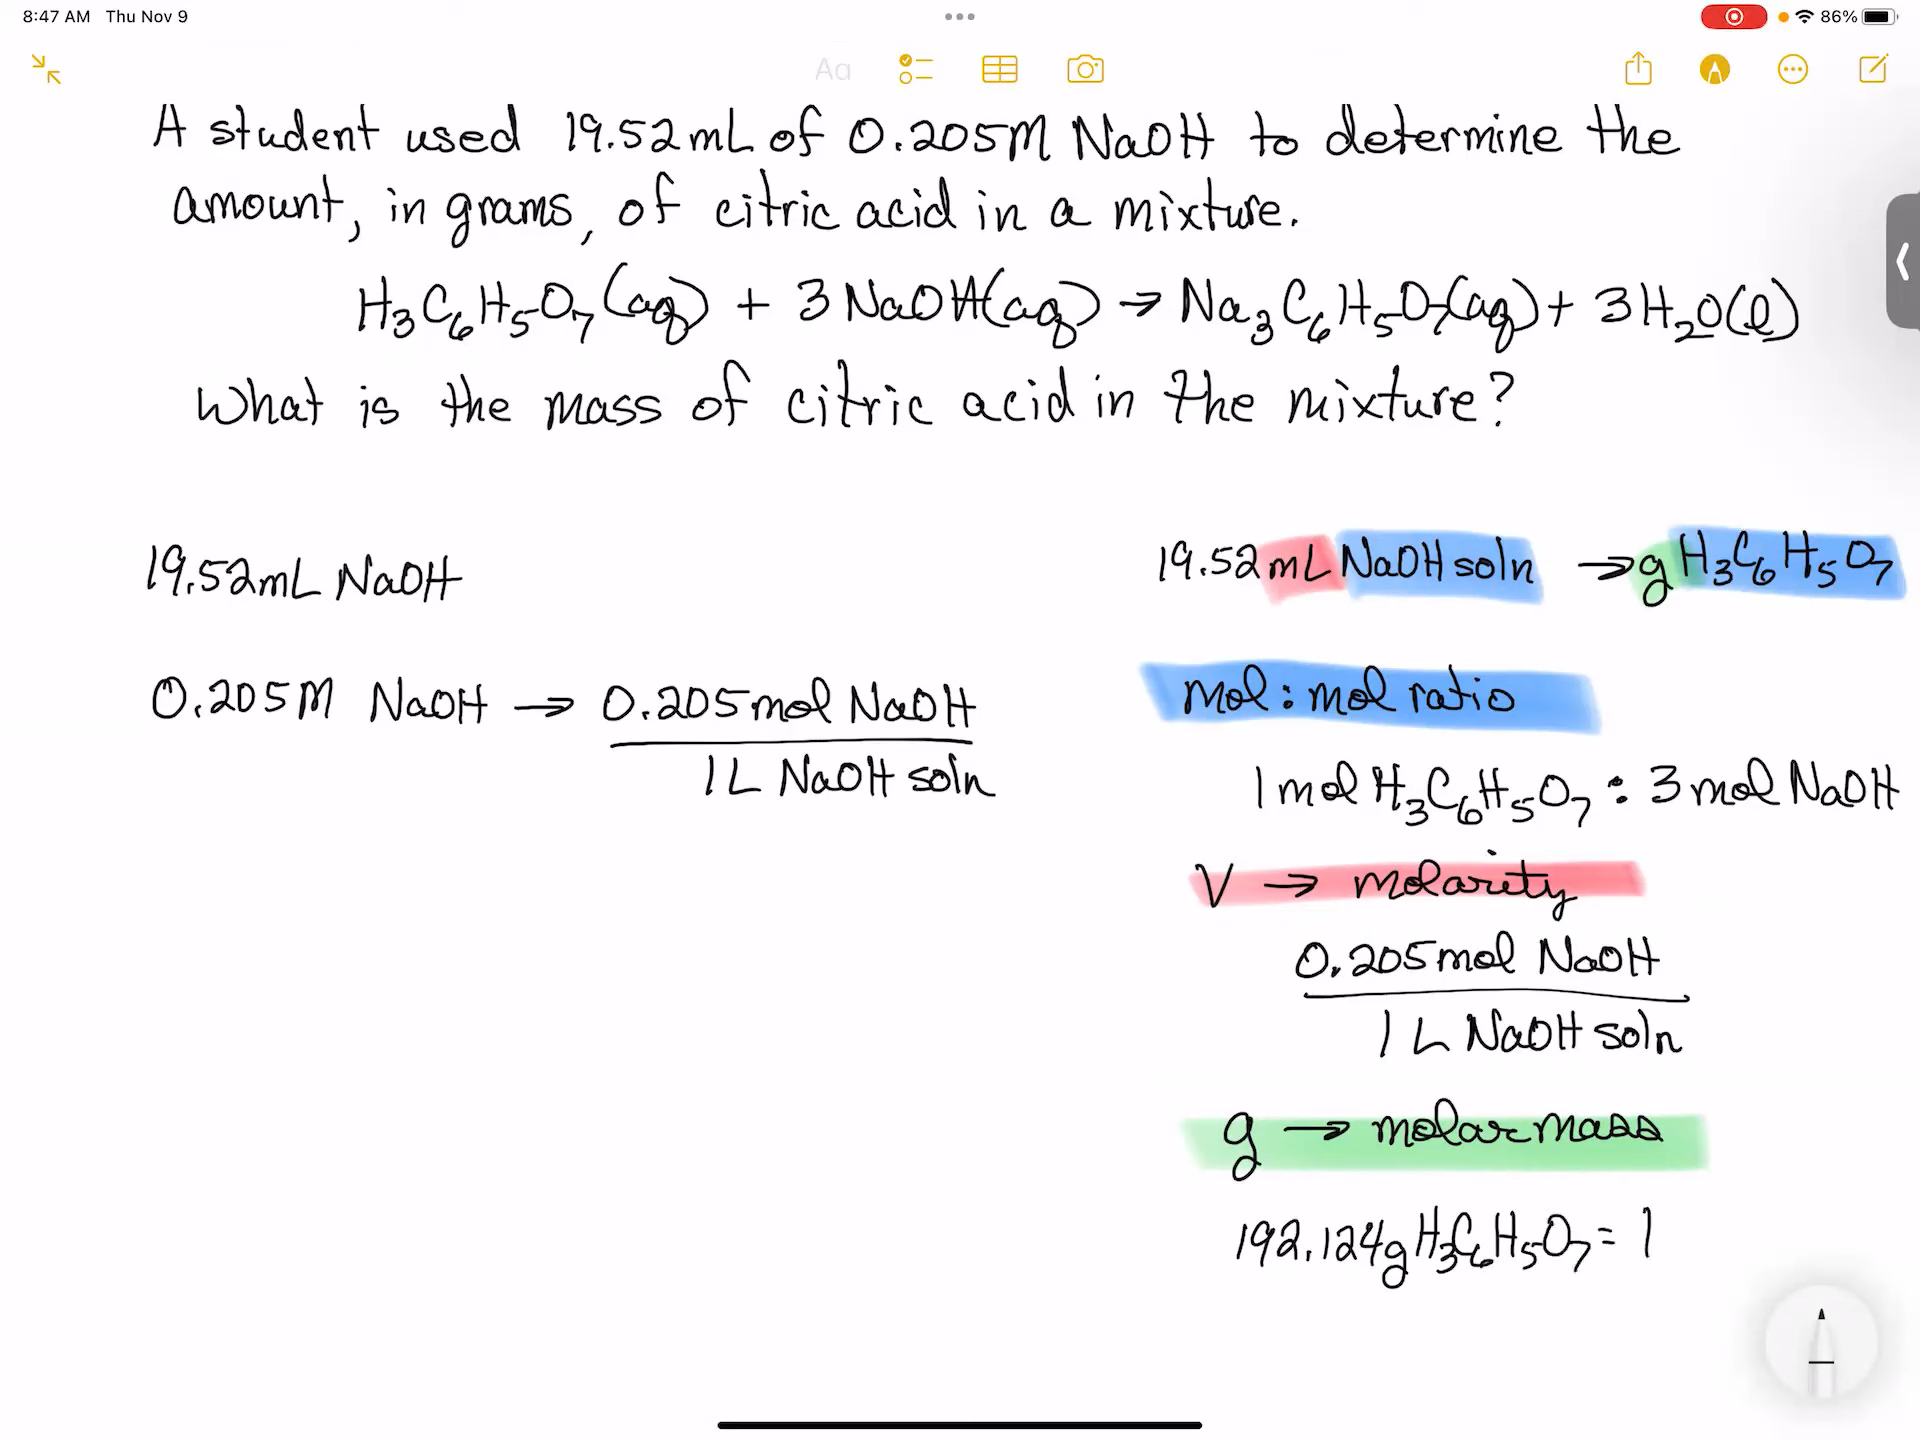 8:47 AM Thu Nov 9
86%
Aa
A student used 19.52mL of 0.205M NaOH to determine the
amount, in grams, of citric acid in a mixture.
H₃C₆H₅O₇(aq) + 3NaOH(aq) → Na₃C₆H₅O₇(aq) + 3H₂O(l)
What is the mass of citric acid in the mixture?
19.52mL NaOH
0.205M NaOH → 0.205mol NaOH
1L NaOH soln
19.52mL NaOH soln → g H₃C₆H₅O₇
mol : mol ratio
1mol H₃C₆H₅O₇ : 3mol NaOH
V → molarity
0.205mol NaOH
1L NaOH soln
g → molar mass
192.124g H₃C₆H₅O₇ = 1